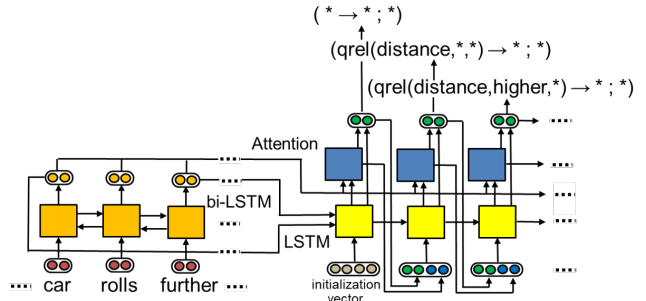 ( * → * ; *)
(qrel(distance,*,*) → * ; *)
(qrel(distance,higher,*) → * ; *)
Attention
bi-LSTM
LSTM
car rolls further
initialization
vector